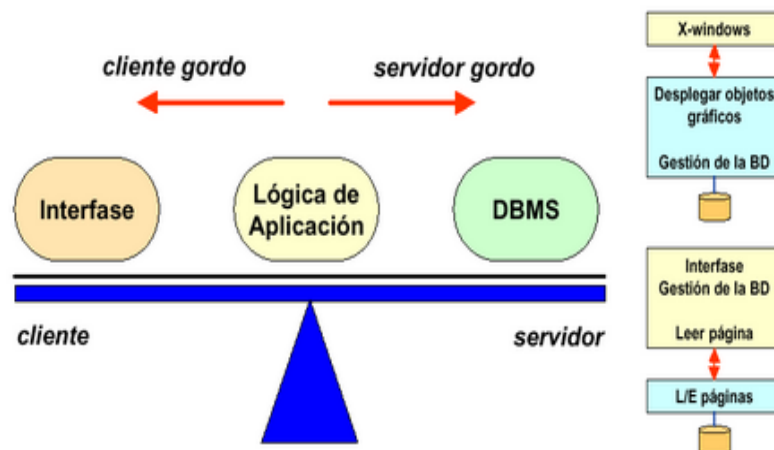 cliente gordo
servidor gordo
Interfase
Lógica de
Aplicación
DBMS
cliente
servidor
X-windows
Desplegar objetos
gráficos
Gestión de la BD
Interfase
Gestión de la BD
Leer página
L/E páginas